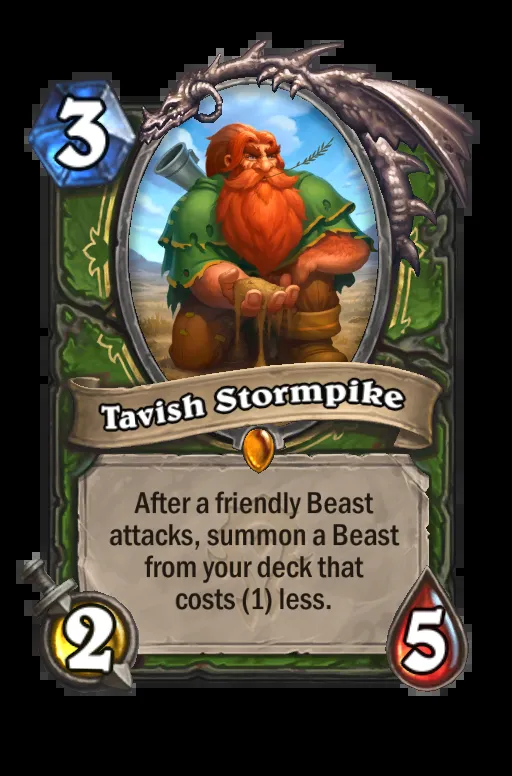 3
Tavish Stormpike
After a friendly Beast
attacks, summon a Beast
from your deck that
costs (1) less.
2
5